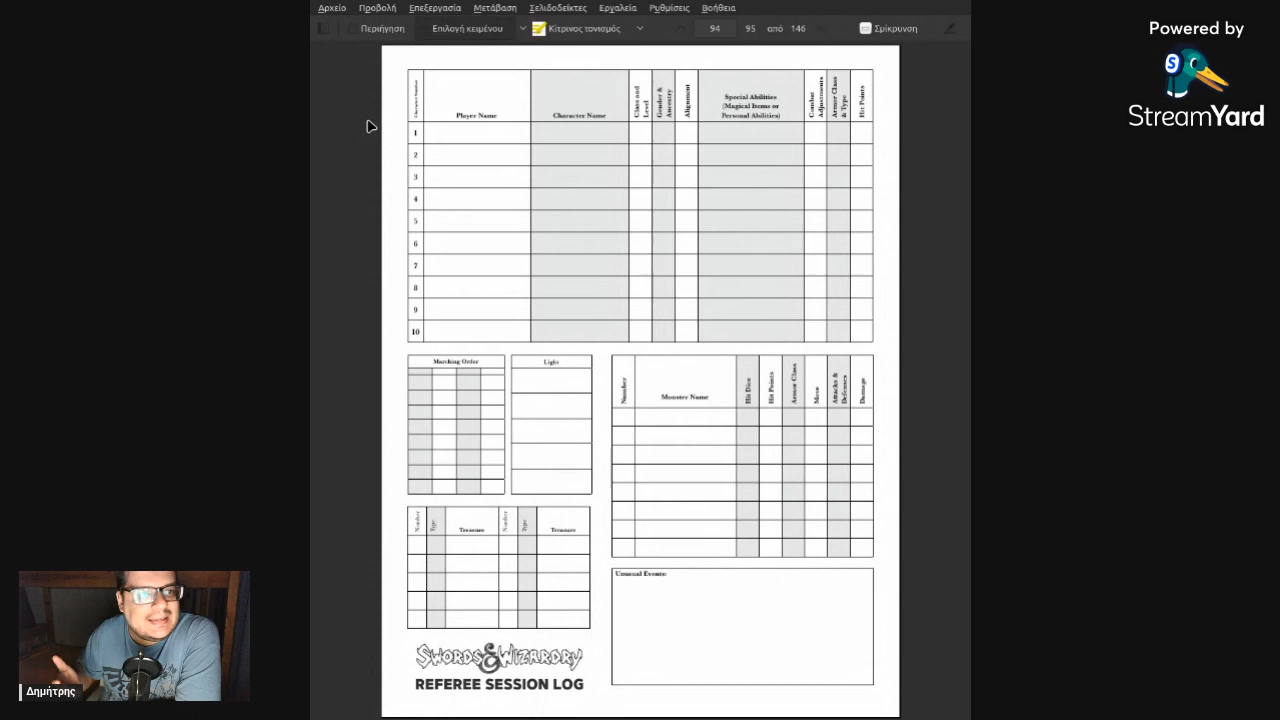 Αρχείο Προβολή Επεξεργασία Μετάβαση Σελιδοδείκτες Εργαλεία Ρυθμίσεις Βοήθεια
Περιήγηση Επιλογή κειμένου Κίτρινος τονισμός 94 95 από 146 Σμίκρυνση
Powered by
S
StreamYard
Character Number
Player Name
Character Name
Class and Level
Gender & Ancestry
Alignment
Special Abilities
(Magical Items or
Personal Abilities)
Combat Adjustments
Armor Class & Type
Hit Points
1
2
3
4
5
6
7
8
9
10
Marching Order
Light
Number
Monster Name
Hit Dice
Hit Points
Armor Class
Move
Attacks & Defenses
Damage
Number
Type
Treasure
Number
Type
Treasure
Unusual Events:
SWORDS & WIZARDRY
REFEREE SESSION LOG
Δημήτρης